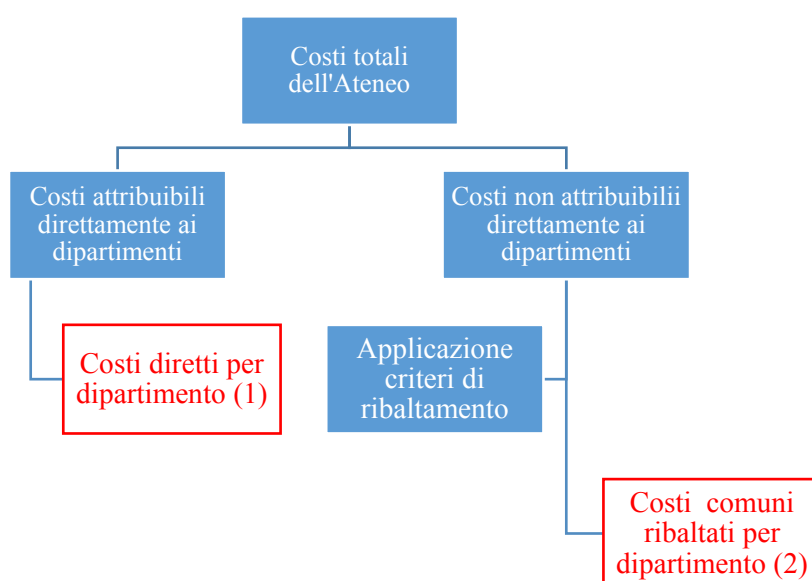 Costi totali
dell'Ateneo
Costi attribuibili
direttamente ai
dipartimenti
Costi non attribuibilii
direttamente ai
dipartimenti
Costi diretti per
dipartimento (1)
Applicazione
criteri di
ribaltamento
Costi comuni
ribaltati per
dipartimento (2)